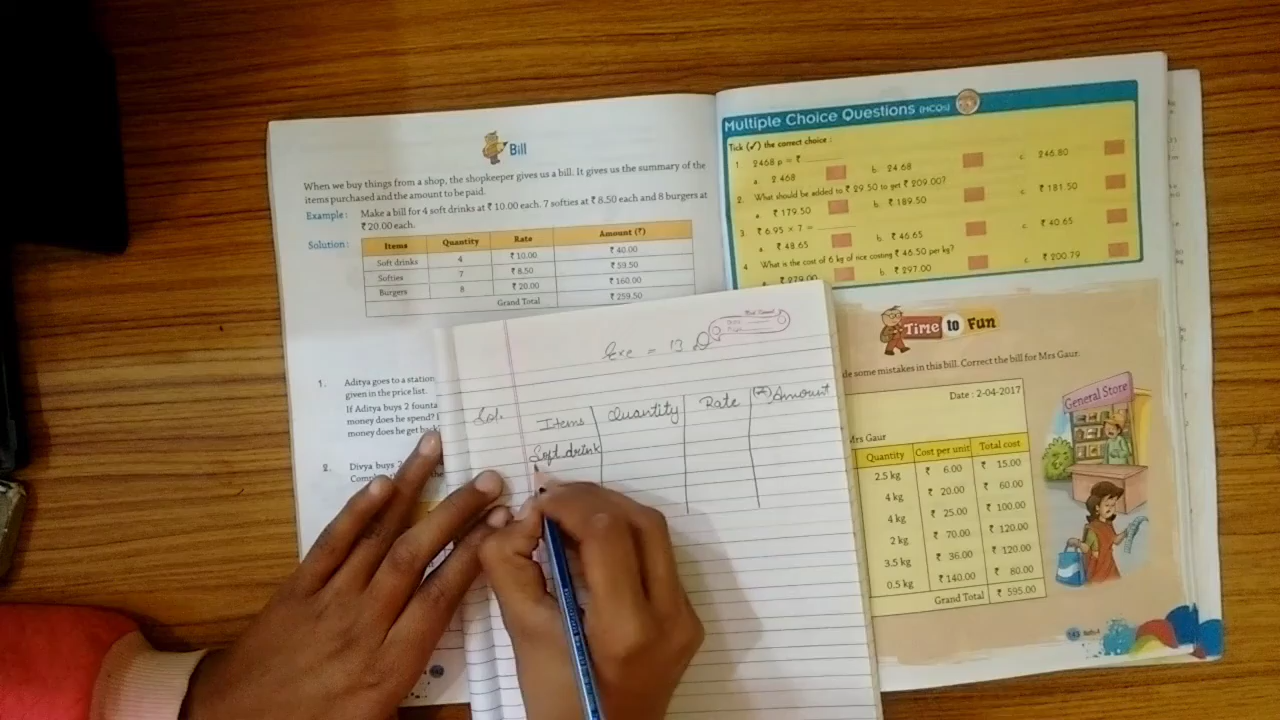 Bill
When we buy things from a shop, the shopkeeper gives us a bill. It gives us the summary of the
items purchased and the amount to be paid.
Example : Make a bill for 4 soft drinks at ₹ 10.00 each. 7 softies at ₹ 8.50 each and 8 burgers at
₹ 20.00 each.
Solution :
Items Quantity Rate Amount (₹)
Soft drinks 4 ₹ 10.00 ₹ 40.00
Softies 7 ₹ 8.50 ₹ 59.50
Burgers 8 ₹ 20.00 ₹ 160.00
Grand Total ₹ 259.50
1. Aditya goes to a station
given in the price list.
If Aditya buys 2 founta
money does he spend?
money does he get back
2. Divya buys 2
Comp
Exe = 13
Sol. Items Quantity Rate (₹) Amount
Soft drink
Multiple Choice Questions (MCQs)
Tick (✓) the correct choice :
1. 2468 p = ₹ ______
a. 2.468 b. 24.68 c. 246.80
2. What should be added to ₹ 29.50 to get ₹ 209.00?
a. ₹ 179.50 b. ₹ 189.50 c. ₹ 181.50
3. ₹ 6.95 × 7 = ______
a. ₹ 48.65 b. ₹ 46.65 c. ₹ 40.65
4. What is the cost of 6 kg of rice costing ₹ 46.50 per kg?
a. ₹ 279.00 b. ₹ 297.00 c. ₹ 200.79
Time to Fun
de some mistakes in this bill. Correct the bill for Mrs Gaur.
Date : 2-04-2017
Mrs Gaur
Quantity Cost per unit Total cost
2.5 kg ₹ 6.00 ₹ 15.00
4 kg ₹ 20.00 ₹ 60.00
4 kg ₹ 25.00 ₹ 100.00
2 kg ₹ 70.00 ₹ 120.00
3.5 kg ₹ 36.00 ₹ 120.00
0.5 kg ₹ 140.00 ₹ 80.00
Grand Total ₹ 595.00
General Store